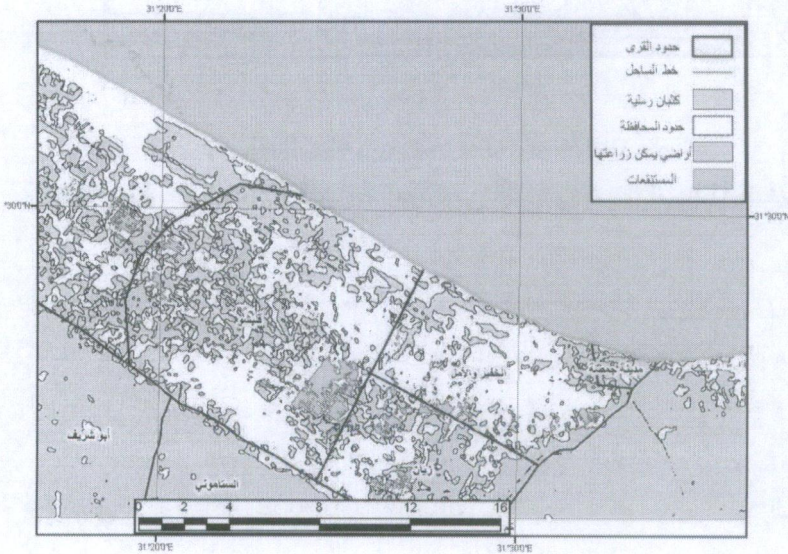 31°20'0"E
31°30'0"E
حدود القرى
خط الساحل
كثبان رملية
حدود المحافظة
أراضي يمكن زراعتها
المستنقعات
°30'0"N
31°30'0"N
مدينة جمصة
أبو شريف
زيان
الستاموني
0 2 4 8 12 16
31°20'0"E
31°30'0"E